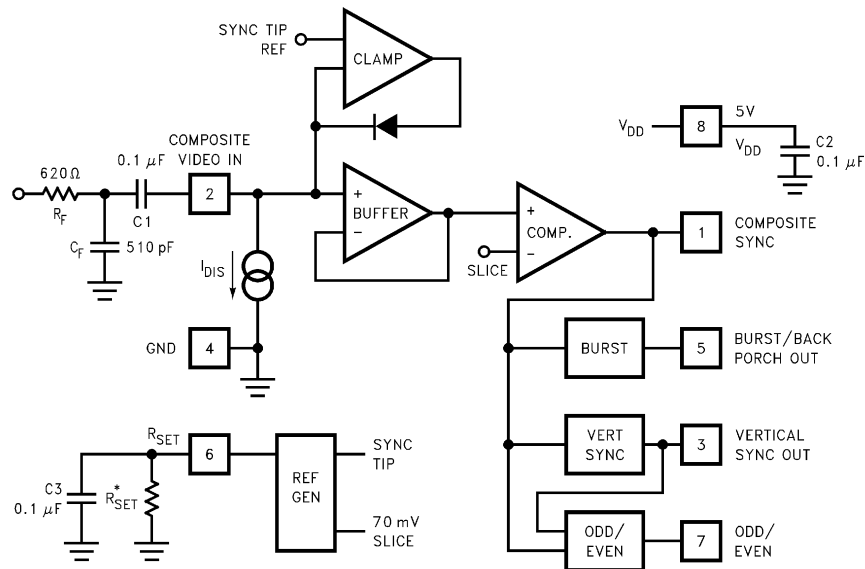 SYNC TIP
REF
CLAMP
COMPOSITE
VIDEO IN
0.1 μF
620Ω
R_F
C1
2
C_F
510 pF
I_DIS
+
BUFFER
−
+
COMP.
−
SLICE
V_DD
8
5V
V_DD
C2
0.1 μF
1
COMPOSITE
SYNC
GND
4
BURST
5
BURST/BACK
PORCH OUT
R_SET
6
REF
GEN
SYNC
TIP
70 mV
SLICE
C3
0.1 μF
R_SET*
VERT
SYNC
3
VERTICAL
SYNC OUT
ODD/
EVEN
7
ODD/
EVEN